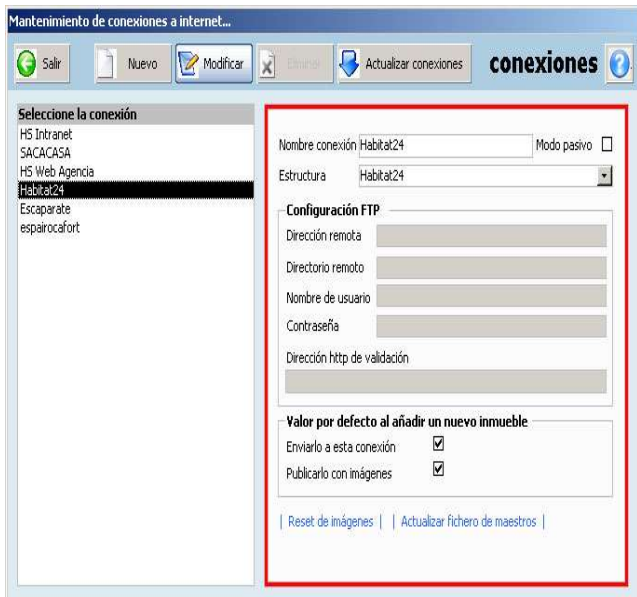 Mantenimiento de conexiones a internet...
Salir
Nuevo
Modificar
Eliminar
Actualizar conexiones
conexiones
Seleccione la conexión
HS Intranet
SACACASA
HS Web Agencia
Habitat24
Escaparate
espairocafort
Nombre conexión Habitat24 Modo pasivo
Estructura Habitat24
Configuración FTP
Dirección remota
Directorio remoto
Nombre de usuario
Contraseña
Dirección http de validación
Valor por defecto al añadir un nuevo inmueble
Enviarlo a esta conexión
Publicarlo con imágenes
| Reset de imágenes | | Actualizar fichero de maestros |